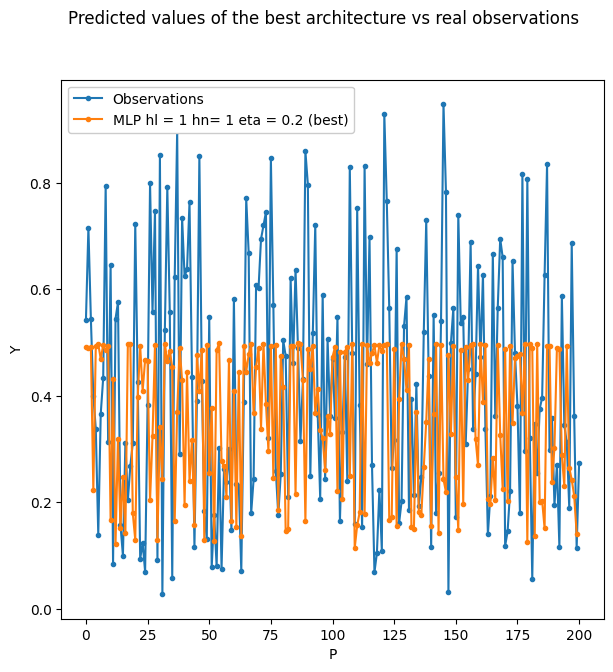 Predicted values of the best architecture vs real observations
Observations
MLP hl = 1 hn= 1 eta = 0.2 (best)
0.8
0.6
0.4
0.2
0.0
Y
0 25 50 75 100 125 150 175 200
P